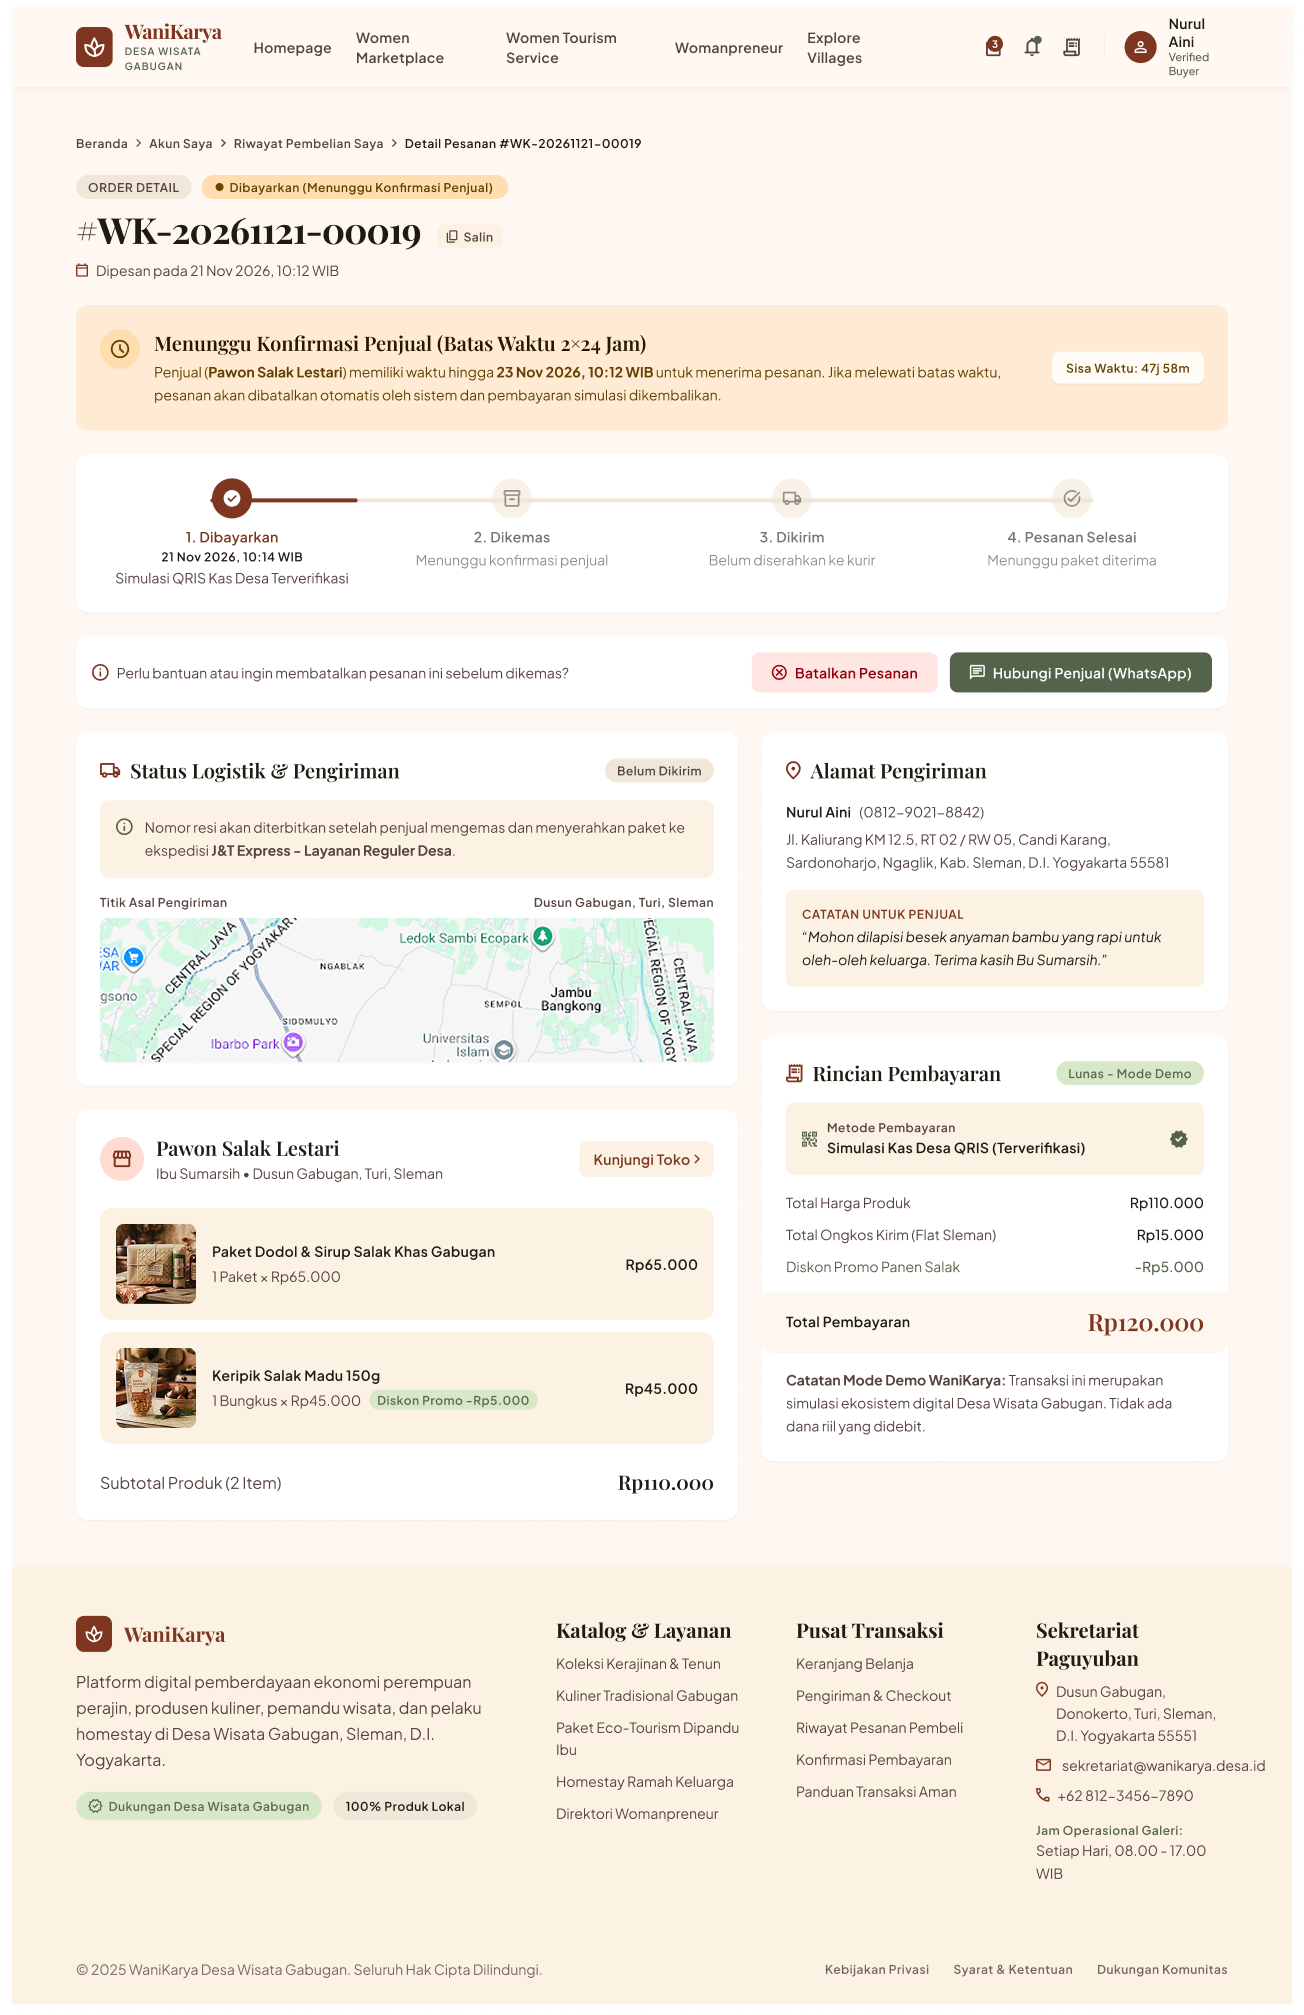 WaniKarya
DESA WISATA
GABUGAN
Homepage
Women
Marketplace
Women Tourism
Service
Womanpreneur
Explore
Villages
3
Nurul
Aini
Verified
Buyer
Beranda > Akun Saya > Riwayat Pembelian Saya > Detail Pesanan #WK-20261121-00019
ORDER DETAIL
Dibayarkan (Menunggu Konfirmasi Penjual)
#WK-20261121-00019
Salin
Dipesan pada 21 Nov 2026, 10:12 WIB
Menunggu Konfirmasi Penjual (Batas Waktu 2×24 Jam)
Penjual (Pawon Salak Lestari) memiliki waktu hingga 23 Nov 2026, 10:12 WIB untuk menerima pesanan. Jika melewati batas waktu,
pesanan akan dibatalkan otomatis oleh sistem dan pembayaran simulasi dikembalikan.
Sisa Waktu: 47j 58m
1. Dibayarkan
21 Nov 2026, 10:14 WIB
Simulasi QRIS Kas Desa Terverifikasi
2. Dikemas
Menunggu konfirmasi penjual
3. Dikirim
Belum diserahkan ke kurir
4. Pesanan Selesai
Menunggu paket diterima
Perlu bantuan atau ingin membatalkan pesanan ini sebelum dikemas?
Batalkan Pesanan
Hubungi Penjual (WhatsApp)
Status Logistik & Pengiriman
Belum Dikirim
Nomor resi akan diterbitkan setelah penjual mengemas dan menyerahkan paket ke
ekspedisi J&T Express - Layanan Reguler Desa.
Titik Asal Pengiriman
Dusun Gabugan, Turi, Sleman
CENTRAL JAVA
SPECIAL REGION OF YOGYAKAR
ESA
AR
gsono
NGABLAK
SIDOMULYO
Ibarbo Park
Ledok Sambi Ecopark
SEMPOL
Jambu
Bangkong
Universitas
Islam
ECIAL REGION OF YOGY
CENTRAL JAVA
Pawon Salak Lestari
Ibu Sumarsih • Dusun Gabugan, Turi, Sleman
Kunjungi Toko >
Paket Dodol & Sirup Salak Khas Gabugan
1 Paket × Rp65.000
Rp65.000
Keripik Salak Madu 150g
1 Bungkus × Rp45.000
Diskon Promo -Rp5.000
Rp45.000
Subtotal Produk (2 Item)
Rp110.000
Alamat Pengiriman
Nurul Aini (0812-9021-8842)
Jl. Kaliurang KM 12.5, RT 02 / RW 05, Candi Karang,
Sardonoharjo, Ngaglik, Kab. Sleman, D.I. Yogyakarta 55581
CATATAN UNTUK PENJUAL
“Mohon dilapisi besek anyaman bambu yang rapi untuk
oleh-oleh keluarga. Terima kasih Bu Sumarsih.”
Rincian Pembayaran
Lunas - Mode Demo
Metode Pembayaran
Simulasi Kas Desa QRIS (Terverifikasi)
Total Harga Produk
Rp110.000
Total Ongkos Kirim (Flat Sleman)
Rp15.000
Diskon Promo Panen Salak
-Rp5.000
Total Pembayaran
Rp120.000
Catatan Mode Demo WaniKarya: Transaksi ini merupakan
simulasi ekosistem digital Desa Wisata Gabugan. Tidak ada
dana riil yang didebit.
WaniKarya
Platform digital pemberdayaan ekonomi perempuan
perajin, produsen kuliner, pemandu wisata, dan pelaku
homestay di Desa Wisata Gabugan, Sleman, D.I.
Yogyakarta.
Dukungan Desa Wisata Gabugan
100% Produk Lokal
Katalog & Layanan
Koleksi Kerajinan & Tenun
Kuliner Tradisional Gabugan
Paket Eco-Tourism Dipandu
Ibu
Homestay Ramah Keluarga
Direktori Womanpreneur
Pusat Transaksi
Keranjang Belanja
Pengiriman & Checkout
Riwayat Pesanan Pembeli
Konfirmasi Pembayaran
Panduan Transaksi Aman
Sekretariat
Paguyuban
Dusun Gabugan,
Donokerto, Turi, Sleman,
D.I. Yogyakarta 55551
sekretariat@wanikarya.desa.id
+62 812-3456-7890
Jam Operasional Galeri:
Setiap Hari, 08.00 - 17.00
WIB
© 2025 WaniKarya Desa Wisata Gabugan. Seluruh Hak Cipta Dilindungi.
Kebijakan Privasi
Syarat & Ketentuan
Dukungan Komunitas